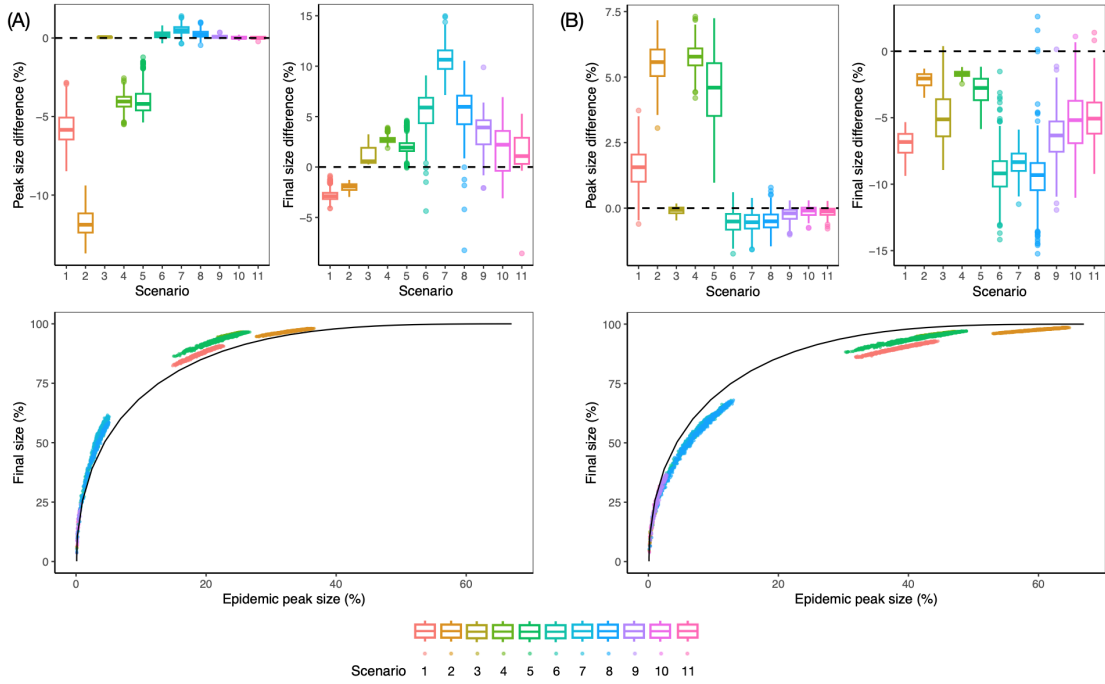 (A)
Peak size difference (%)
0
−5
−10
1 2 3 4 5 6 7 8 9 10 11
Scenario
Final size difference (%)
15
10
5
0
−5
1 2 3 4 5 6 7 8 9 10 11
Scenario
(B)
Peak size difference (%)
7.5
5.0
2.5
0.0
1 2 3 4 5 6 7 8 9 10 11
Scenario
Final size difference (%)
0
−5
−10
−15
1 2 3 4 5 6 7 8 9 10 11
Scenario
Final size (%)
100
75
50
25
0
0 20 40 60
Epidemic peak size (%)
Final size (%)
100
75
50
25
0
0 20 40 60
Epidemic peak size (%)
Scenario 1 2 3 4 5 6 7 8 9 10 11